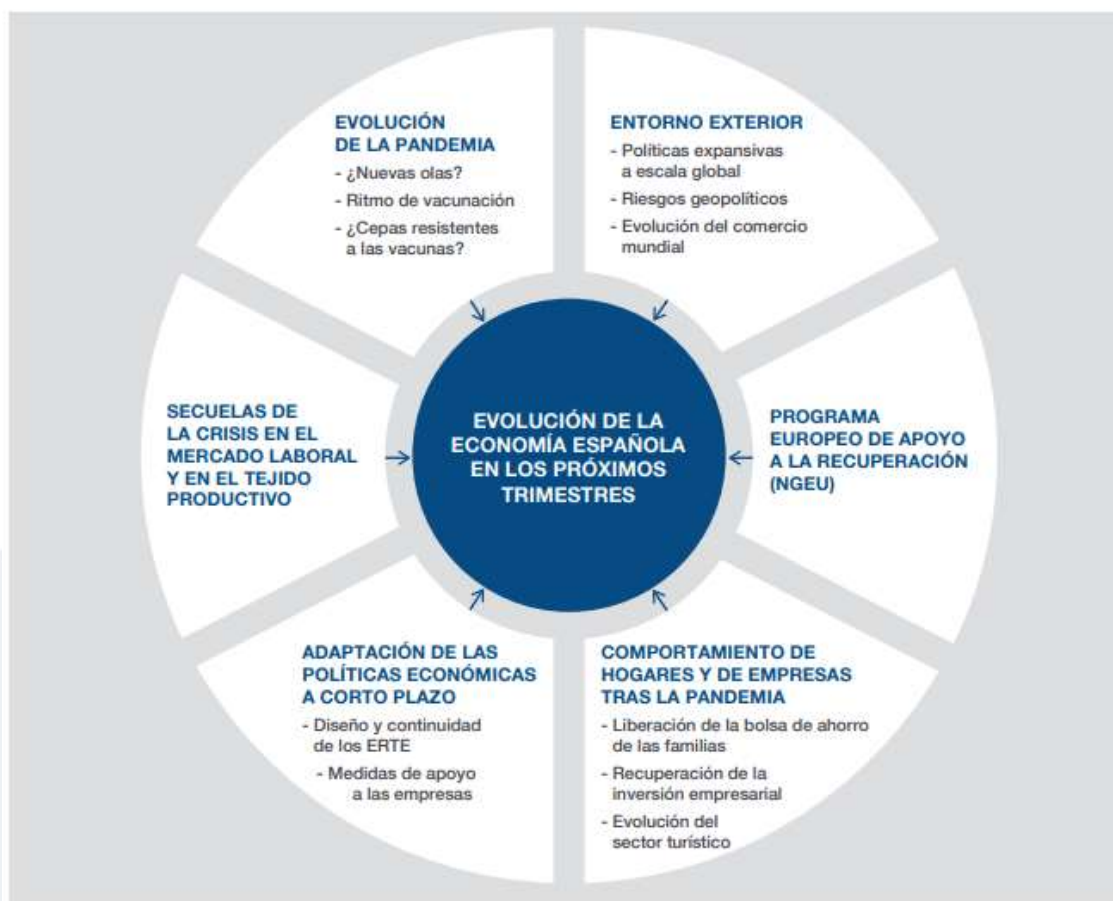 EVOLUCIÓN
DE LA PANDEMIA
- ¿Nuevas olas?
- Ritmo de vacunación
- ¿Cepas resistentes
a las vacunas?
ENTORNO EXTERIOR
- Políticas expansivas
a escala global
- Riesgos geopolíticos
- Evolución del comercio
mundial
SECUELAS DE
LA CRISIS EN EL
MERCADO LABORAL
Y EN EL TEJIDO
PRODUCTIVO
EVOLUCIÓN DE LA
ECONOMÍA ESPAÑOLA
EN LOS PRÓXIMOS
TRIMESTRES
PROGRAMA
EUROPEO DE APOYO
A LA RECUPERACIÓN
(NGEU)
ADAPTACIÓN DE LAS
POLÍTICAS ECONÓMICAS
A CORTO PLAZO
- Diseño y continuidad
de los ERTE
- Medidas de apoyo
a las empresas
COMPORTAMIENTO DE
HOGARES Y DE EMPRESAS
TRAS LA PANDEMIA
- Liberación de la bolsa de ahorro
de las familias
- Recuperación de la
inversión empresarial
- Evolución del
sector turístico